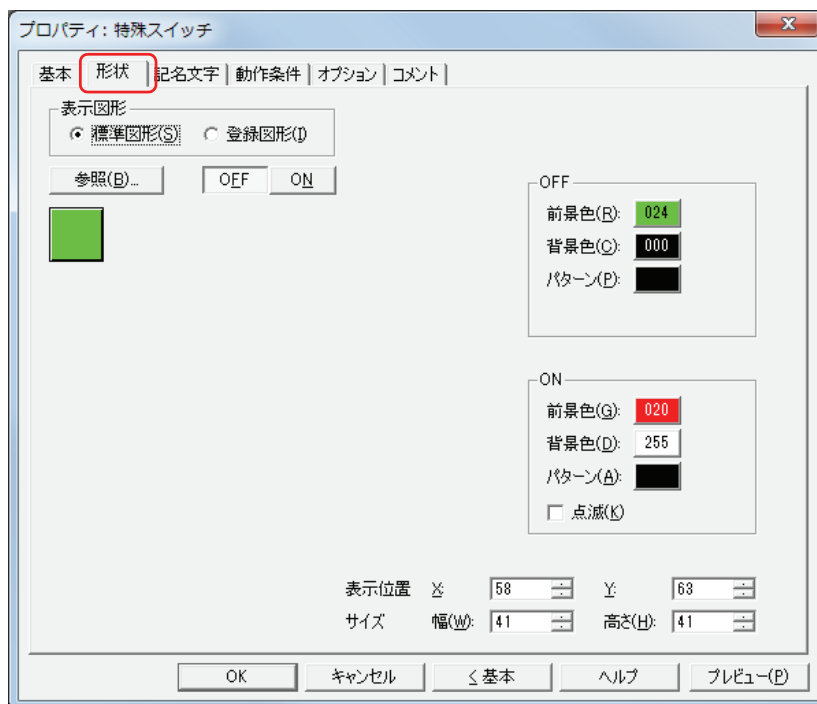 プロパティ: 特殊スイッチ
x
基本 形状 記名文字 動作条件 オプション コメント
表示図形
標準図形(S) 登録図形(I)
参照(B)... OFF ON
OFF
前景色(R): 024
背景色(C): 000
パターン(P):
ON
前景色(G): 020
背景色(D): 255
パターン(A):
点滅(K)
表示位置 X: 58 Y: 63
サイズ 幅(W): 41 高さ(H): 41
OK キャンセル <基本 ヘルプ プレビュー(P)